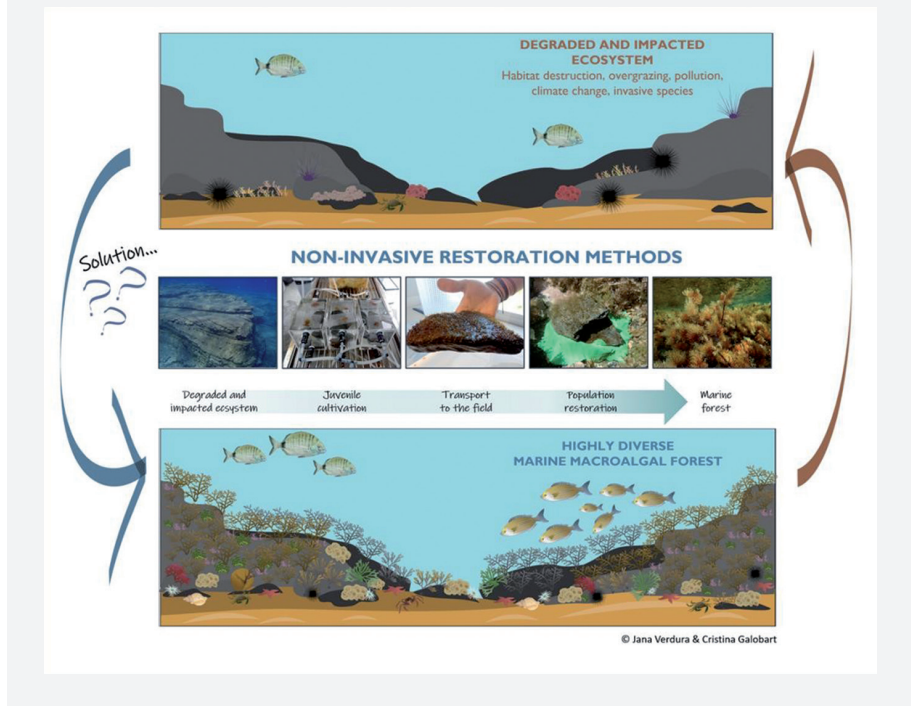 DEGRADED AND IMPACTED
ECOSYSTEM
Habitat destruction, overgrazing, pollution,
climate change, invasive species
Solution...
???
NON-INVASIVE RESTORATION METHODS
Degraded and
impacted ecsystem
Juvenile
cultivation
Transport
to the field
Population
restoration
Marine
forest
HIGHLY DIVERSE
MARINE MACROALGAL FOREST
© Jana Verdura & Cristina Galobart